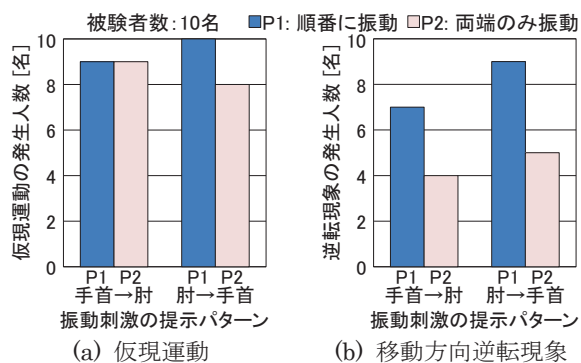 被験者数:10名 P1: 順番に振動 P2: 両端のみ振動
仮現運動の発生人数 [名]
10
8
6
4
2
0
P1 P2 P1 P2
手首→肘 肘→手首
振動刺激の提示パターン
(a) 仮現運動
逆転現象の発生人数 [名]
10
8
6
4
2
0
P1 P2 P1 P2
手首→肘 肘→手首
振動刺激の提示パターン
(b) 移動方向逆転現象